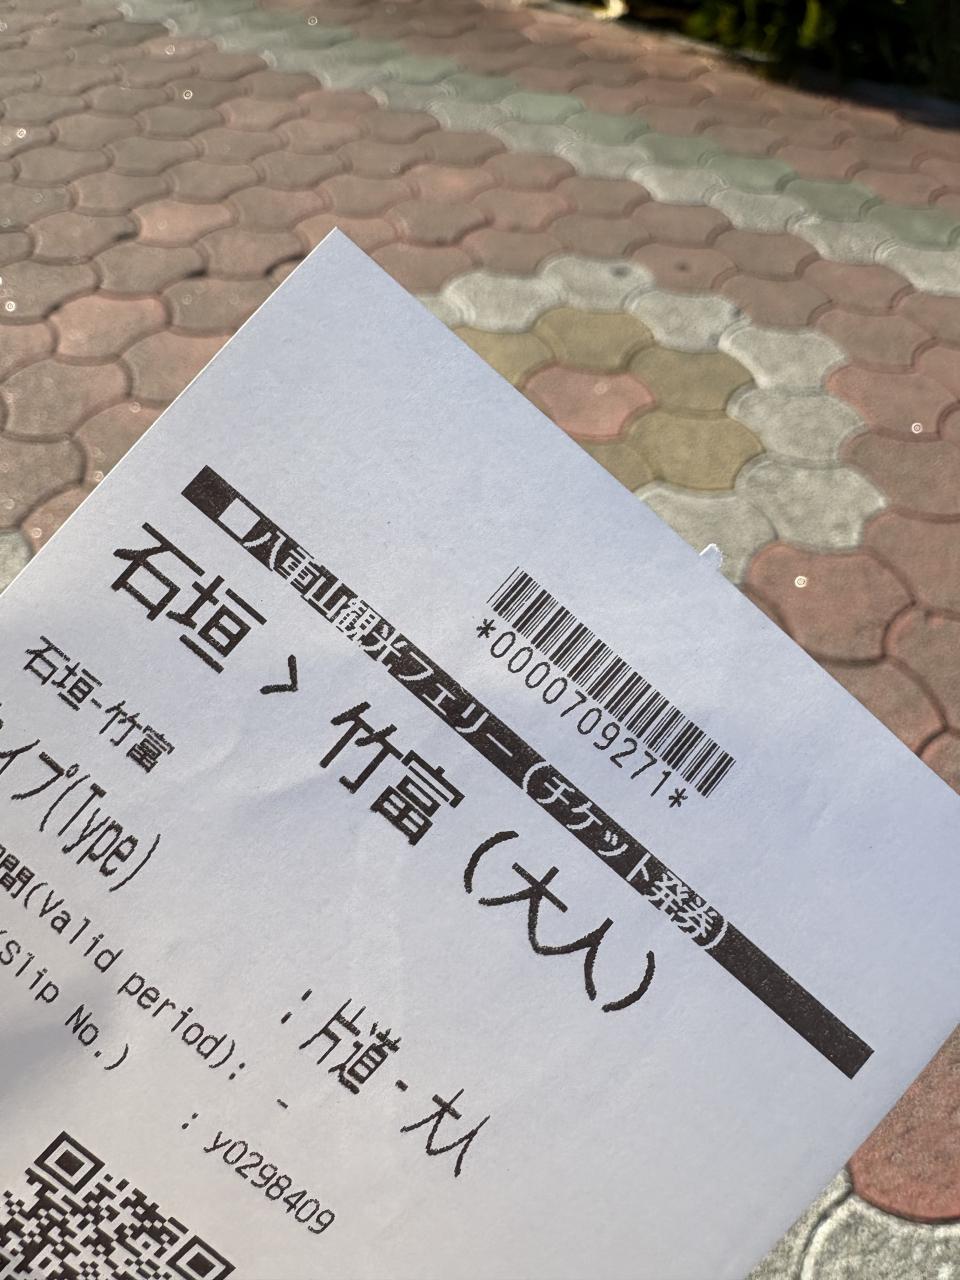 *0000709271*
口八重山観光フェリー(チケット発券)
石垣 > 竹富 (大人)
石垣-竹富
イプ(Type) : 片道-大人
間(Valid period): -
(Slip No.) : y0298409